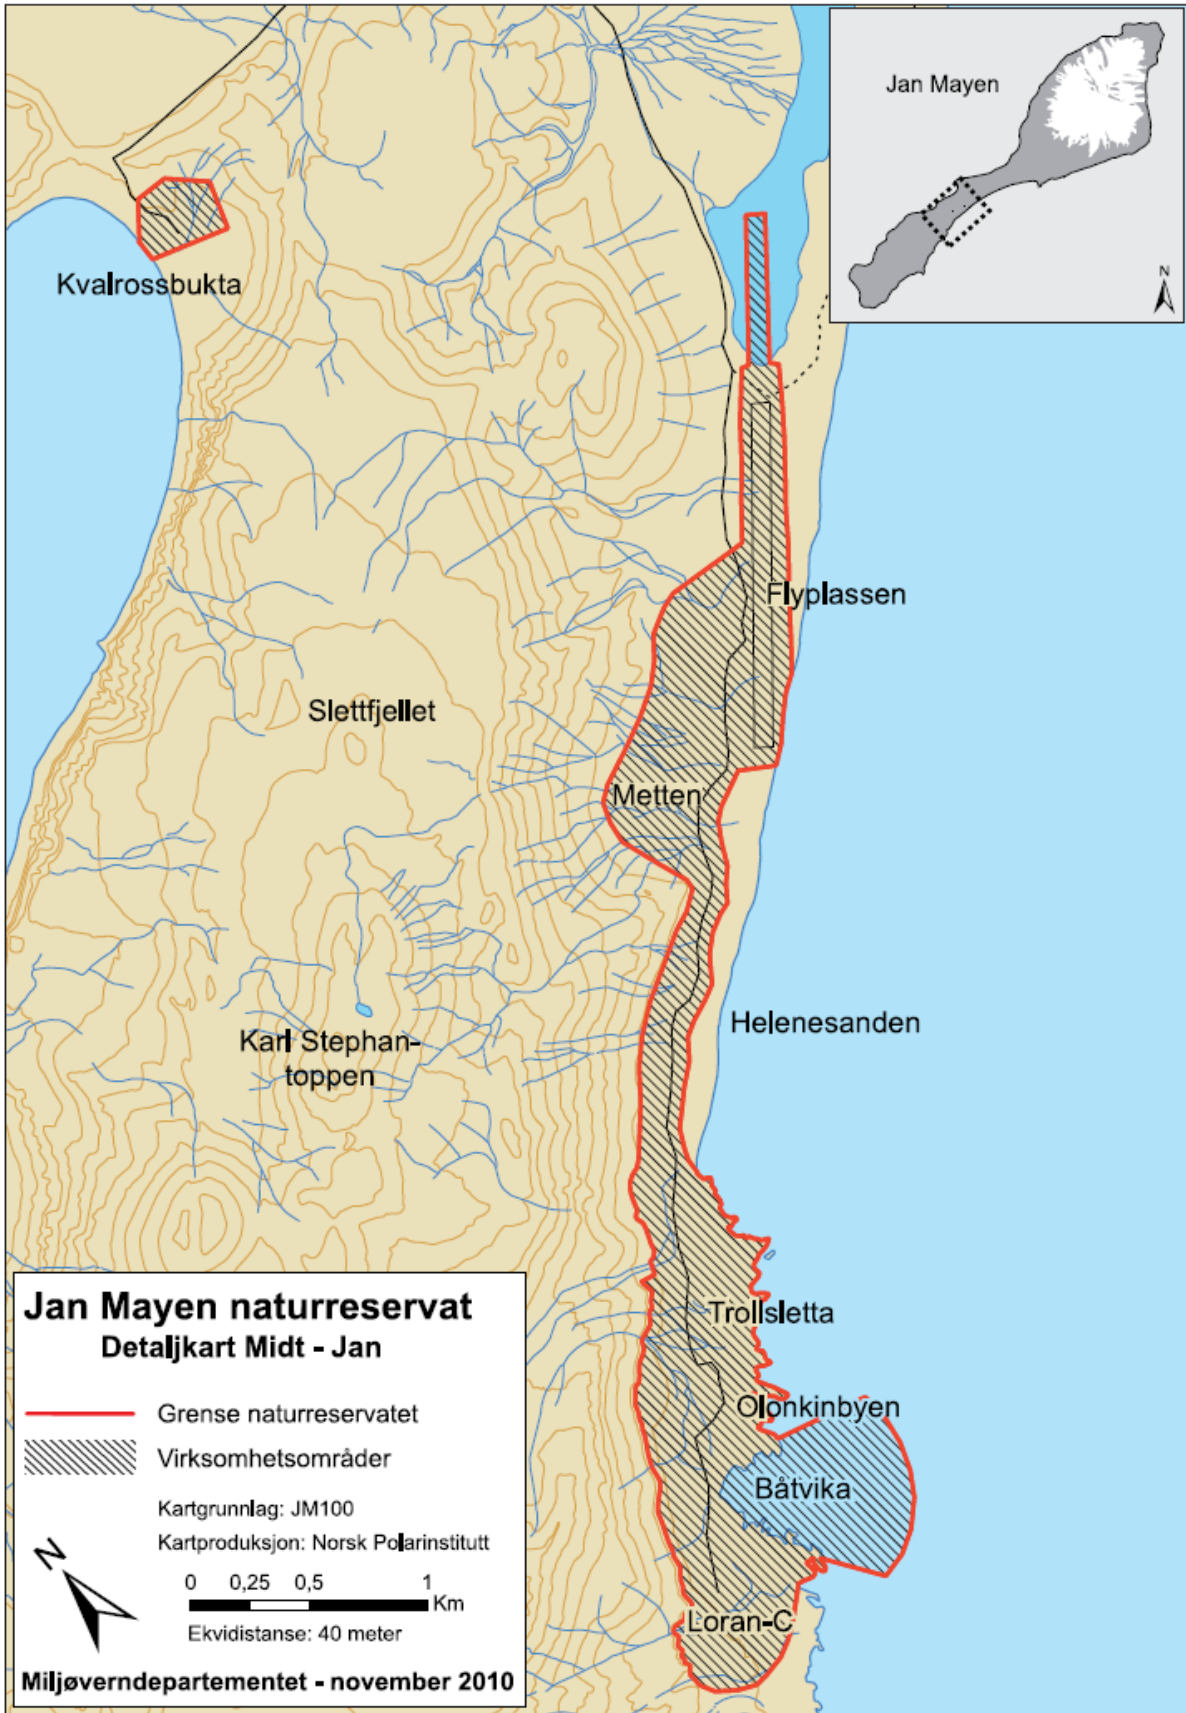 Jan Mayen
N
Kvalrossbukta
Flyplassen
Slettfjellet
Metten
Helenesanden
Karl Stephan-
toppen
Trollsletta
Olonkinbyen
Båtvika
Loran-C
Jan Mayen naturreservat
Detaljkart Midt - Jan
Grense naturreservatet
Virksomhetsområder
Kartgrunnlag: JM100
Kartproduksjon: Norsk Polarinstitutt
N
0 0,25 0,5 1
Km
Ekvidistanse: 40 meter
Miljøverndepartementet - november 2010